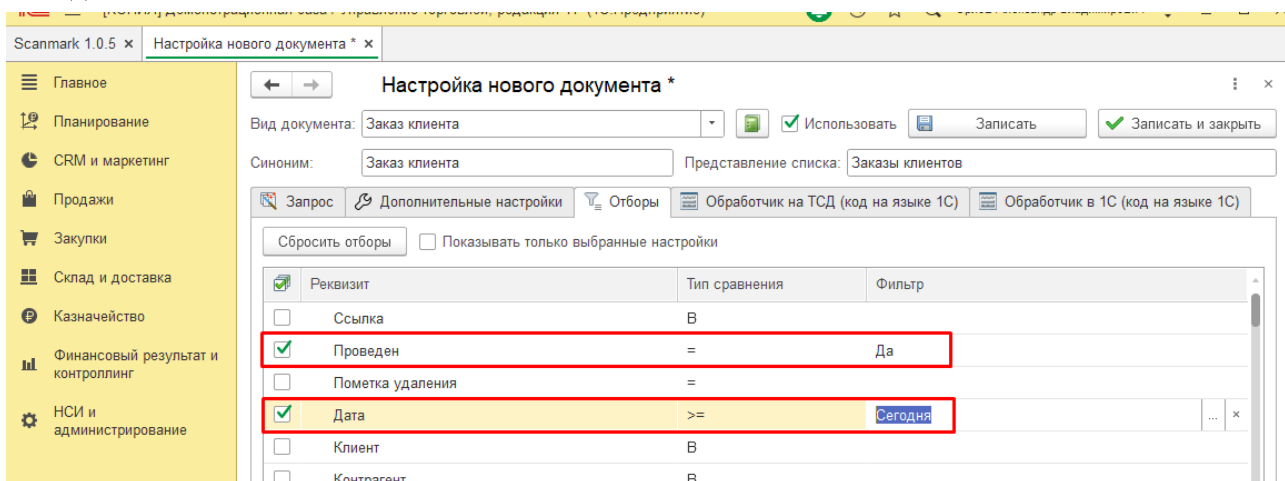 Scanmark 1.0.5 × Настройка нового документа * ×
Главное
Планирование
CRM и маркетинг
Продажи
Закупки
Склад и доставка
Казначейство
Финансовый результат и
контроллинг
НСИ и
администрирование
Настройка нового документа *
Вид документа: Заказ клиента Использовать Записать Записать и закрыть
Синоним: Заказ клиента Представление списка: Заказы клиентов
Запрос Дополнительные настройки Отборы Обработчик на ТСД (код на языке 1С) Обработчик в 1С (код на языке 1С)
Сбросить отборы Показывать только выбранные настройки
Реквизит Тип сравнения Фильтр
Ссылка В
Проведен = Да
Пометка удаления =
Дата >= Сегодня ... ×
Клиент В
Контрагент В